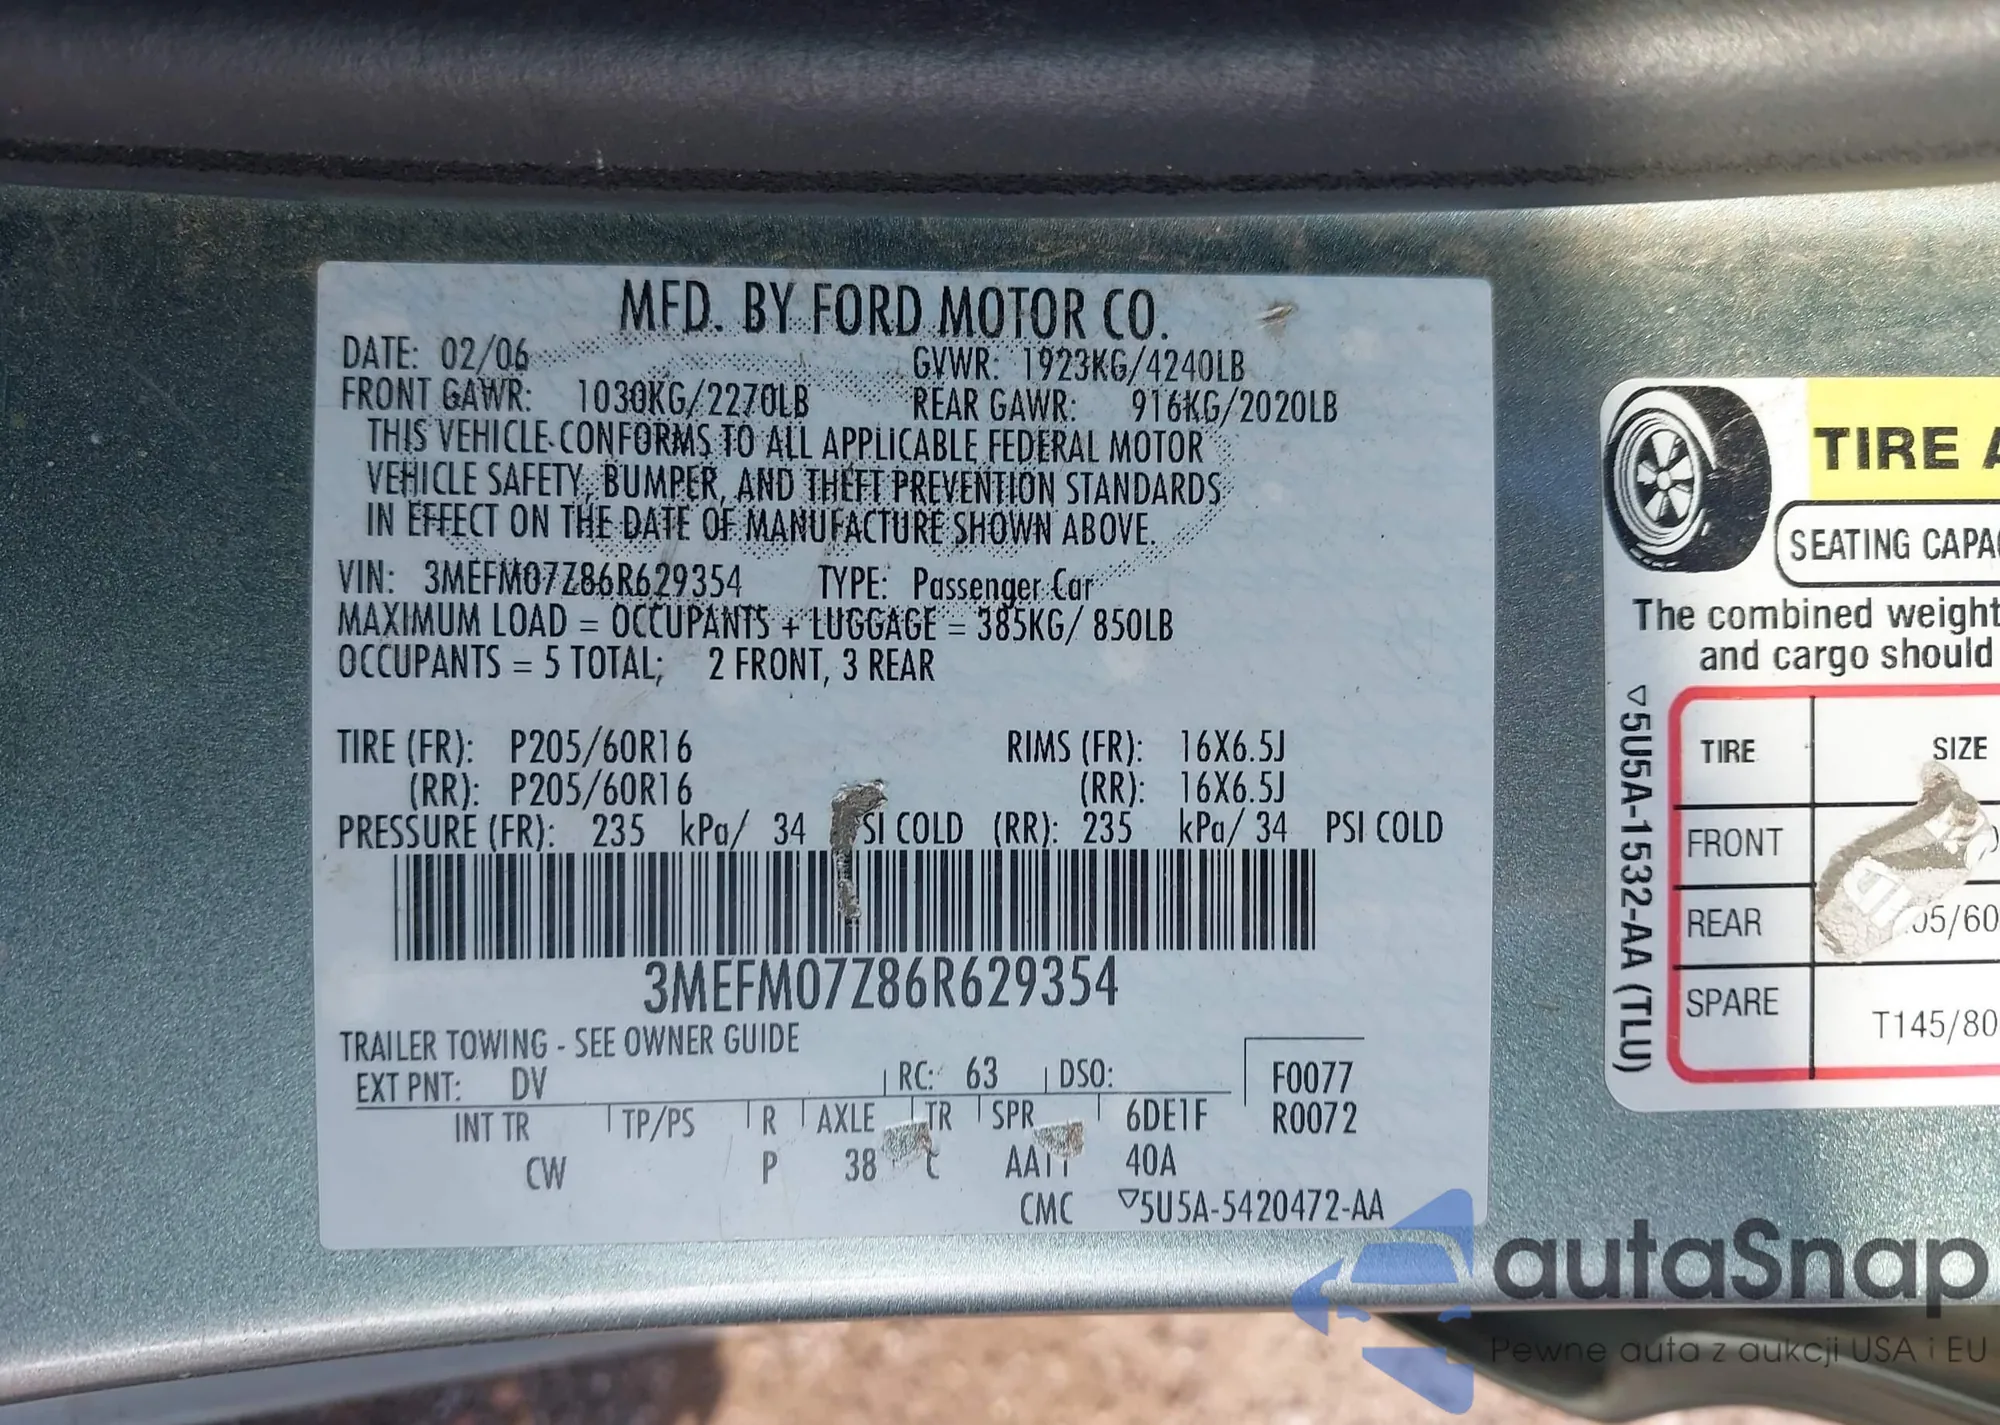 MFD. BY FORD MOTOR CO.
DATE: 02/06 GVWR: 1923KG/4240LB
FRONT GAWR: 1030KG/2270LB REAR GAWR: 916KG/2020LB
THIS VEHICLE CONFORMS TO ALL APPLICABLE FEDERAL MOTOR
VEHICLE SAFETY, BUMPER, AND THEFT PREVENTION STANDARDS
IN EFFECT ON THE DATE OF MANUFACTURE SHOWN ABOVE.
VIN: 3MEFM07Z86R629354 TYPE: Passenger Car
MAXIMUM LOAD = OCCUPANTS + LUGGAGE = 385KG/ 850LB
OCCUPANTS = 5 TOTAL; 2 FRONT, 3 REAR
TIRE (FR): P205/60R16 RIMS (FR): 16X6.5J
(RR): P205/60R16 (RR): 16X6.5J
PRESSURE (FR): 235 kPa/ 34 SI COLD (RR): 235 kPa/ 34 PSI COLD
3MEFM07Z86R629354
TRAILER TOWING - SEE OWNER GUIDE
EXT PNT: DV RC: 63 DSO: F0077
INT TR TP/PS R AXLE TR SPR 6DE1F R0072
CW P 38 40A
CMC ▽5U5A-5420472-AA
TIRE A
SEATING CAPA
The combined weight
and cargo should
▽5U5A-1532-AA (TLU)
TIRE SIZE
FRONT
REAR 05/60
SPARE T145/80
autaSnap
Pewne auta z aukcji USA i EU